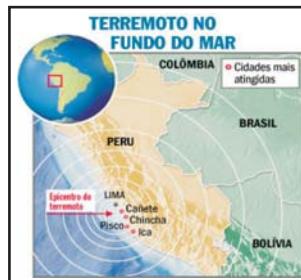 TERREMOTO NO
FUNDO DO MAR
COLÔMBIA
Cidades mais
atingidas
BRASIL
PERU
Epicentro do
terremoto
LIMA
Cañete
Chincha
Pisco
Ica
BOLÍVIA